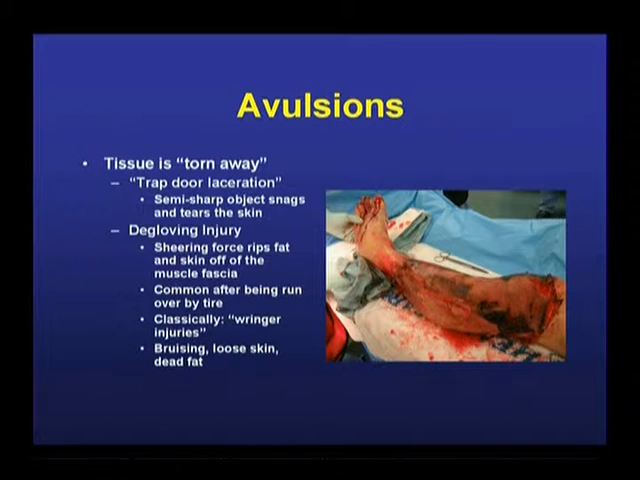 Avulsions
• Tissue is “torn away”
– “Trap door laceration”
• Semi-sharp object snags
and tears the skin
– Degloving Injury
• Sheering force rips fat
and skin off of the
muscle fascia
• Common after being run
over by tire
• Classically: “wringer
injuries”
• Bruising, loose skin,
dead fat